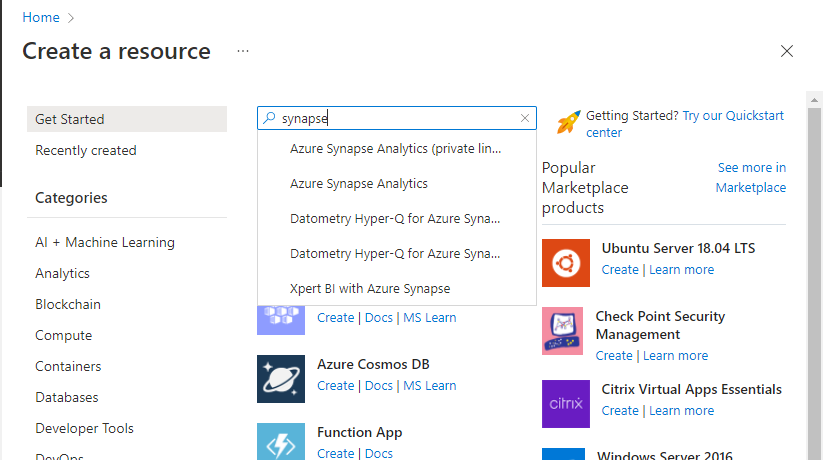 Home >
Create a resource ...
Get Started
Recently created
Categories
AI + Machine Learning
Analytics
Blockchain
Compute
Containers
Databases
Developer Tools
DevOps
synapse
Azure Synapse Analytics (private lin...
Azure Synapse Analytics
Datometry Hyper-Q for Azure Syna...
Datometry Hyper-Q for Azure Syna...
Xpert BI with Azure Synapse
Create | Docs | MS Learn
Azure Cosmos DB
Create | Docs | MS Learn
Function App
Create | Docs
Getting Started? Try our Quickstart
center
Popular
Marketplace
products
See more in
Marketplace
Ubuntu Server 18.04 LTS
Create | Learn more
Check Point Security
Management
Create | Learn more
citrix
Citrix Virtual Apps Essentials
Create | Learn more
Windows Server 2016